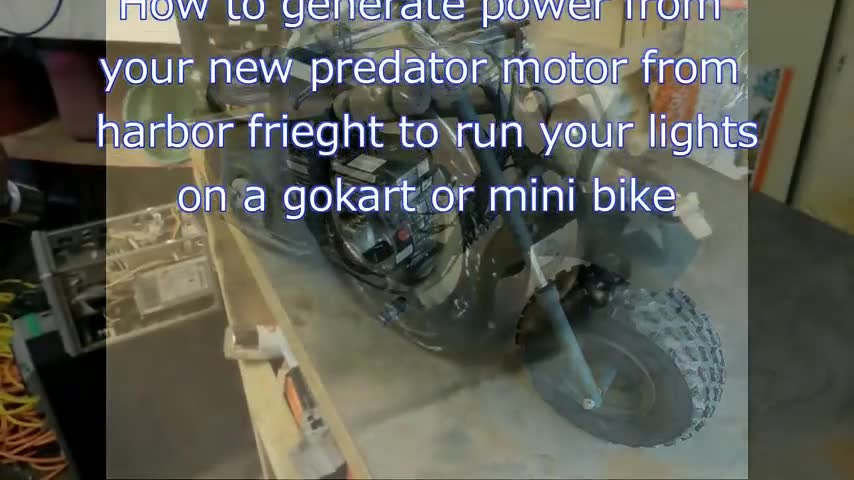 How to generate power from
your new predator motor from
harbor frieght to run your lights
on a gokart or mini bike